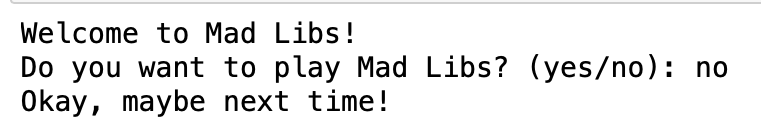 Welcome to Mad Libs!
Do you want to play Mad Libs? (yes/no): no
Okay, maybe next time!